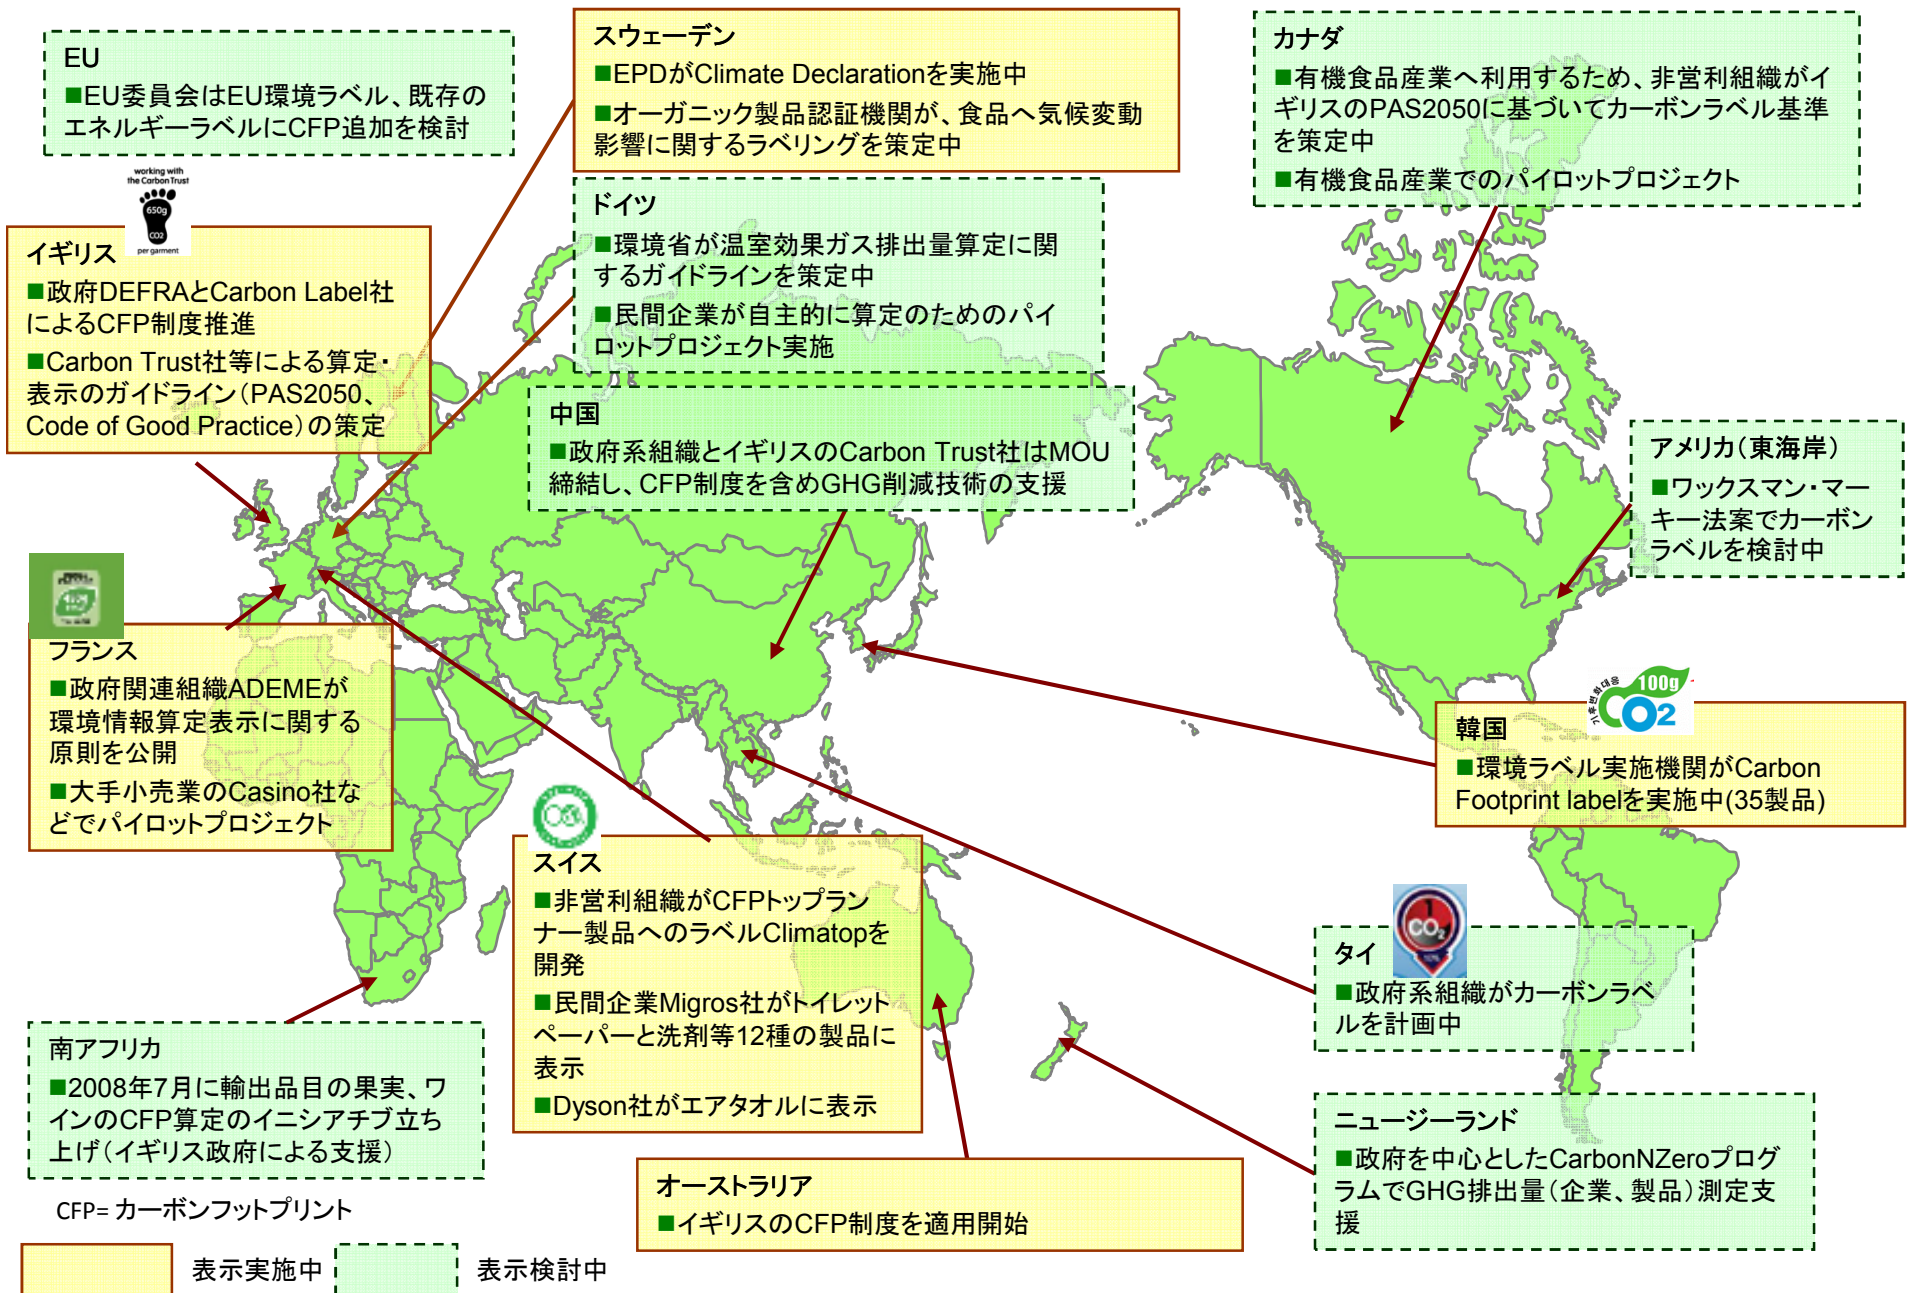 EU
■EU委員会はEU環境ラベル、既存の
エネルギーラベルにCFP追加を検討
スウェーデン
■EPDがClimate Declarationを実施中
■オーガニック製品認証機関が、食品へ気候変動
影響に関するラベリングを策定中
カナダ
■有機食品産業へ利用するため、非営利組織がイ
ギリスのPAS2050に基づいてカーボンラベル基準
を策定中
■有機食品産業でのパイロットプロジェクト
working with
the Carbon Trust
650g
CO2
per garment
イギリス
■政府DEFRAとCarbon Label社
によるCFP制度推進
■Carbon Trust社等による算定・
表示のガイドライン（PAS2050、
Code of Good Practice）の策定
ドイツ
■環境省が温室効果ガス排出量算定に関
するガイドラインを策定中
■民間企業が自主的に算定のためのパイ
ロットプロジェクト実施
中国
■政府系組織とイギリスのCarbon Trust社はMOU
締結し、CFP制度を含めGHG削減技術の支援
アメリカ（東海岸）
■ワックスマン・マー
キー法案でカーボン
ラベルを検討中
フランス
■政府関連組織ADEMEが
環境情報算定表示に関する
原則を公開
■大手小売業のCasino社な
どでパイロットプロジェクト
기후변화대응
100g
CO2
韓国
■環境ラベル実施機関がCarbon
Footprint labelを実施中(35製品)
スイス
■非営利組織がCFPトップラン
ナー製品へのラベルClimatopを
開発
■民間企業Migros社がトイレット
ペーパーと洗剤等12種の製品に
表示
■Dyson社がエアタオルに表示
1
CO2
タイ
■政府系組織がカーボンラベ
ルを計画中
南アフリカ
■2008年7月に輸出品目の果実、ワ
インのCFP算定のイニシアチブ立ち
上げ（イギリス政府による支援）
ニュージーランド
■政府を中心としたCarbonNZeroプログ
ラムでGHG排出量（企業、製品）測定支
援
オーストラリア
■イギリスのCFP制度を適用開始
CFP= カーボンフットプリント
表示実施中
表示検討中